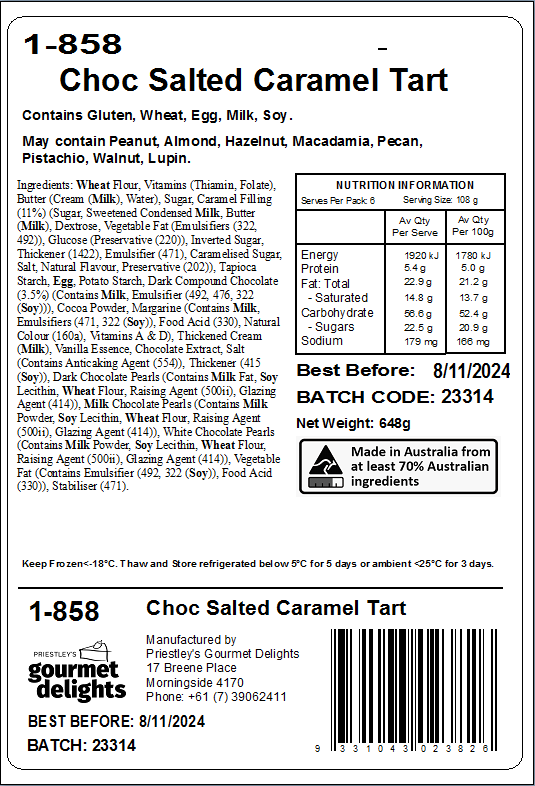 1-858
–
Choc Salted Caramel Tart
Contains Gluten, Wheat, Egg, Milk, Soy.
May contain Peanut, Almond, Hazelnut, Macadamia, Pecan,
Pistachio, Walnut, Lupin.
Ingredients: Wheat Flour, Vitamins (Thiamin, Folate),
Butter (Cream (Milk), Water), Sugar, Caramel Filling
(11%) (Sugar, Sweetened Condensed Milk, Butter
(Milk), Dextrose, Vegetable Fat (Emulsifiers (322,
492)), Glucose (Preservative (220)), Inverted Sugar,
Thickener (1422), Emulsifier (471), Caramelised Sugar,
Salt, Natural Flavour, Preservative (202)), Tapioca
Starch, Egg, Potato Starch, Dark Compound Chocolate
(3.5%) (Contains Milk, Emulsifier (492, 476, 322
(Soy))), Cocoa Powder, Margarine (Contains Milk,
Emulsifiers (471, 322 (Soy)), Food Acid (330), Natural
Colour (160a), Vitamins A & D), Thickened Cream
(Milk), Vanilla Essence, Chocolate Extract, Salt
(Contains Anticaking Agent (554)), Thickener (415
(Soy)), Dark Chocolate Pearls (Contains Milk Fat, Soy
Lecithin, Wheat Flour, Raising Agent (500ii), Glazing
Agent (414)), Milk Chocolate Pearls (Contains Milk
Powder, Soy Lecithin, Wheat Flour, Raising Agent
(500ii), Glazing Agent (414)), White Chocolate Pearls
(Contains Milk Powder, Soy Lecithin, Wheat Flour,
Raising Agent (500ii), Glazing Agent (414)), Vegetable
Fat (Contains Emulsifier (492, 322 (Soy)), Food Acid
(330)), Stabiliser (471).
NUTRITION INFORMATION
Serves Per Pack: 6 Serving Size: 108 g
Av Qty Per Serve Av Qty Per 100g
Energy 1920 kJ 1780 kJ
Protein 5.4 g 5.0 g
Fat: Total 22.9 g 21.2 g
- Saturated 14.8 g 13.7 g
Carbohydrate 56.6 g 52.4 g
- Sugars 22.5 g 20.9 g
Sodium 179 mg 166 mg
Best Before: 8/11/2024
BATCH CODE: 23314
Net Weight: 648g
Made in Australia from
at least 70% Australian
ingredients
Keep Frozen<-18°C. Thaw and Store refrigerated below 5°C for 5 days or ambient <25°C for 3 days.
1-858 Choc Salted Caramel Tart
PRIESTLEY'S
gourmet
delights
Manufactured by
Priestley's Gourmet Delights
17 Breene Place
Morningside 4170
Phone: +61 (7) 39062411
BEST BEFORE: 8/11/2024
BATCH: 23314
9 331043 023826